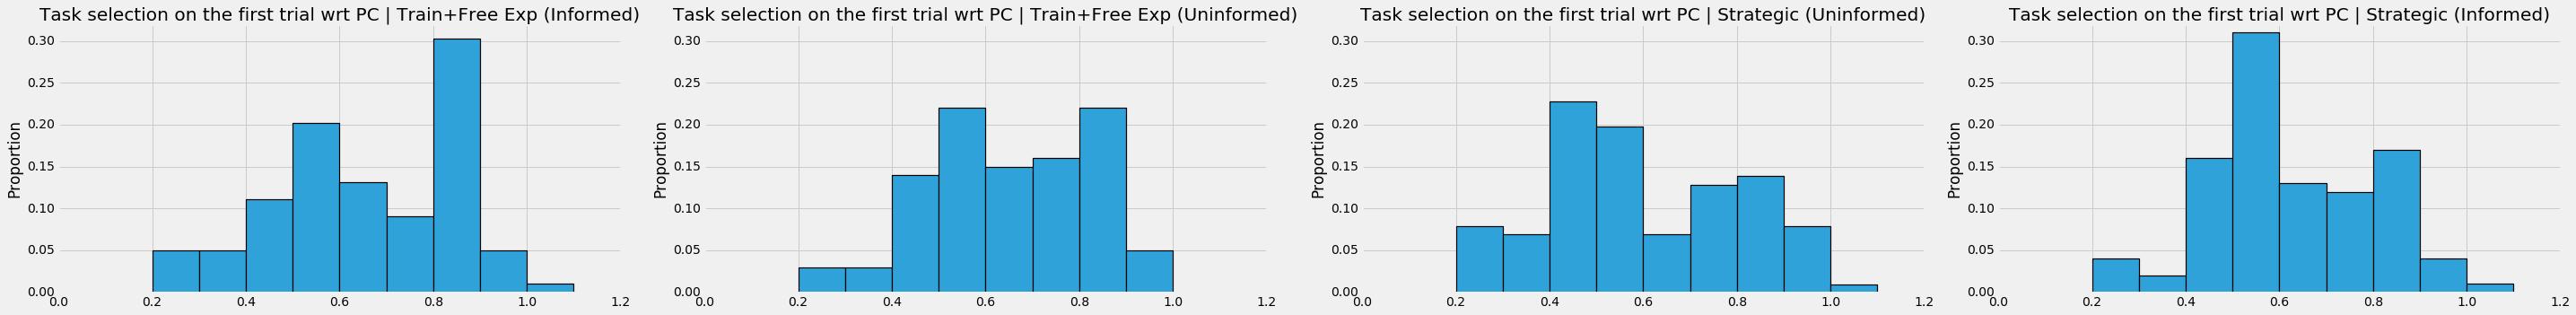 Task selection on the first trial wrt PC | Train+Free Exp (Informed)
0.30
0.25
0.20
0.15
0.10
0.05
0.00
Proportion
0.0 0.2 0.4 0.6 0.8 1.0 1.2
Task selection on the first trial wrt PC | Train+Free Exp (Uninformed)
0.30
0.25
0.20
0.15
0.10
0.05
0.00
Proportion
0.0 0.2 0.4 0.6 0.8 1.0 1.2
Task selection on the first trial wrt PC | Strategic (Uninformed)
0.30
0.25
0.20
0.15
0.10
0.05
0.00
Proportion
0.0 0.2 0.4 0.6 0.8 1.0 1.2
Task selection on the first trial wrt PC | Strategic (Informed)
0.30
0.25
0.20
0.15
0.10
0.05
0.00
Proportion
0.0 0.2 0.4 0.6 0.8 1.0 1.2